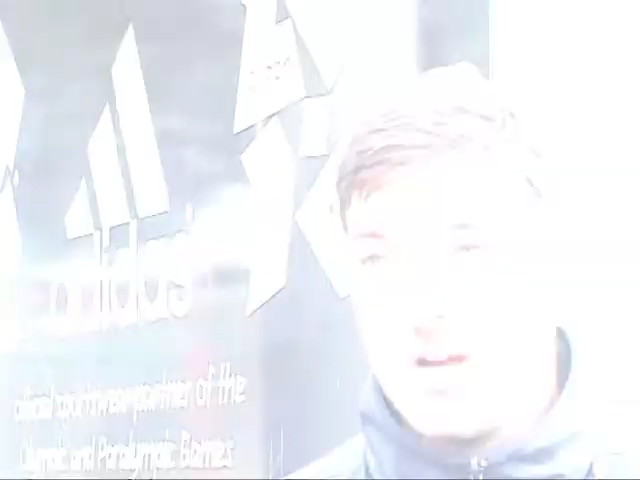 adidas
official sportswear partner of the
Olympic and Paralympic Games